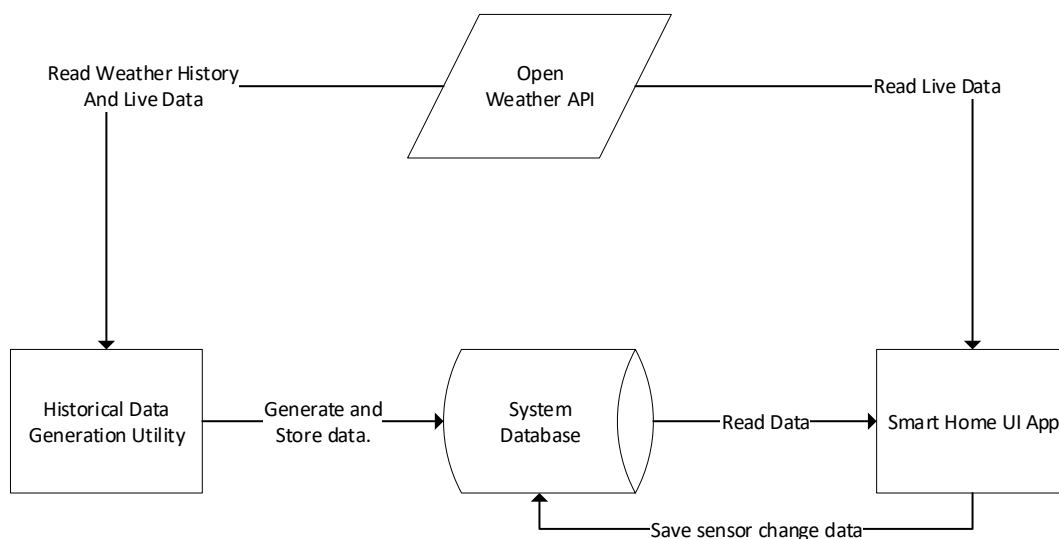 Read Weather History
And Live Data
Open
Weather API
Read Live Data
Historical Data
Generation Utility
Generate and
Store data.
System
Database
Read Data
Smart Home UI App
Save sensor change data